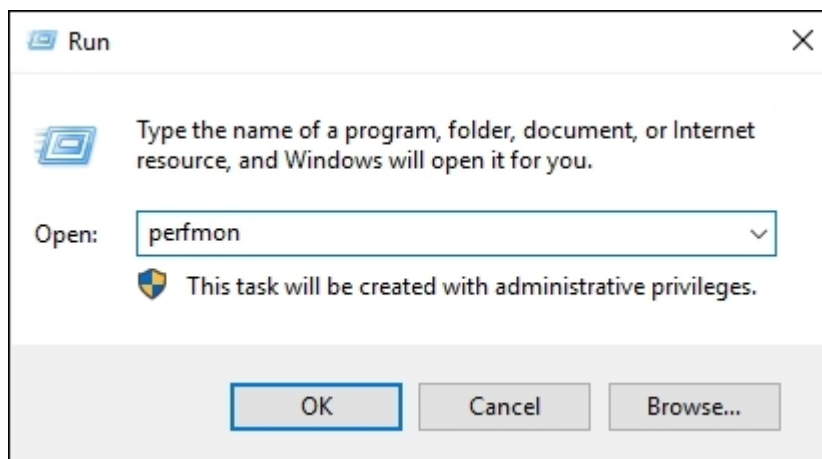 Run
Type the name of a program, folder, document, or Internet
resource, and Windows will open it for you.
Open: perfmon
This task will be created with administrative privileges.
OK Cancel Browse...